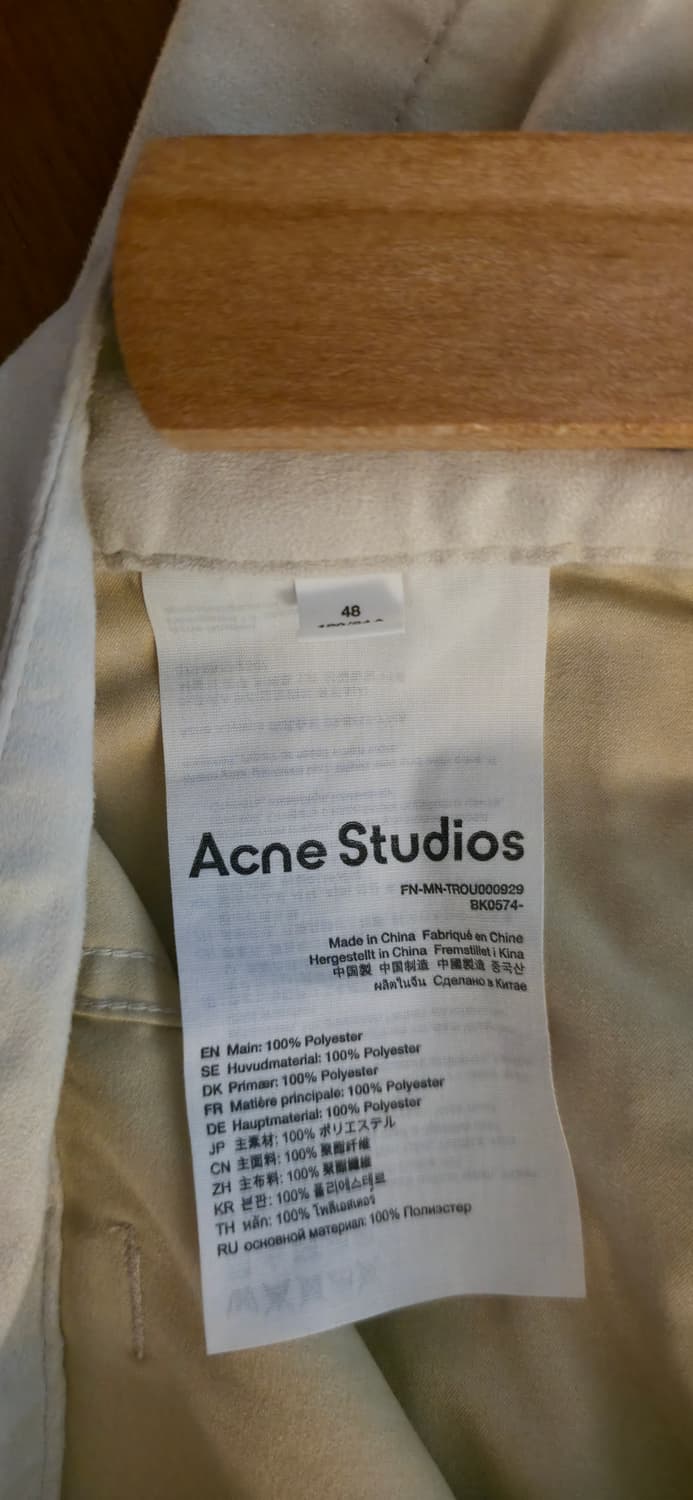 48
Acne Studios
FN-MN-TROU000929
BK0574-
Made in China Fabriqué en Chine
Hergestellt in China Fremstillet i Kina
中国製 中国制造 中國製造 중국산
ผลิตในจีน Сделано в Китае
EN Main: 100% Polyester
SE Huvudmaterial: 100% Polyester
DK Primær: 100% Polyester
FR Matière principale: 100% Polyester
DE Hauptmaterial: 100% Polyester
JP 主素材: 100% ポリエステル
CN 主面料: 100% 聚酯纤维
ZH 主布料: 100% 聚酯纖維
KR 본판: 100% 폴리에스테르
TH หลัก: 100% โพลีเอสเตอร์
RU основной материал: 100% Полиэстер